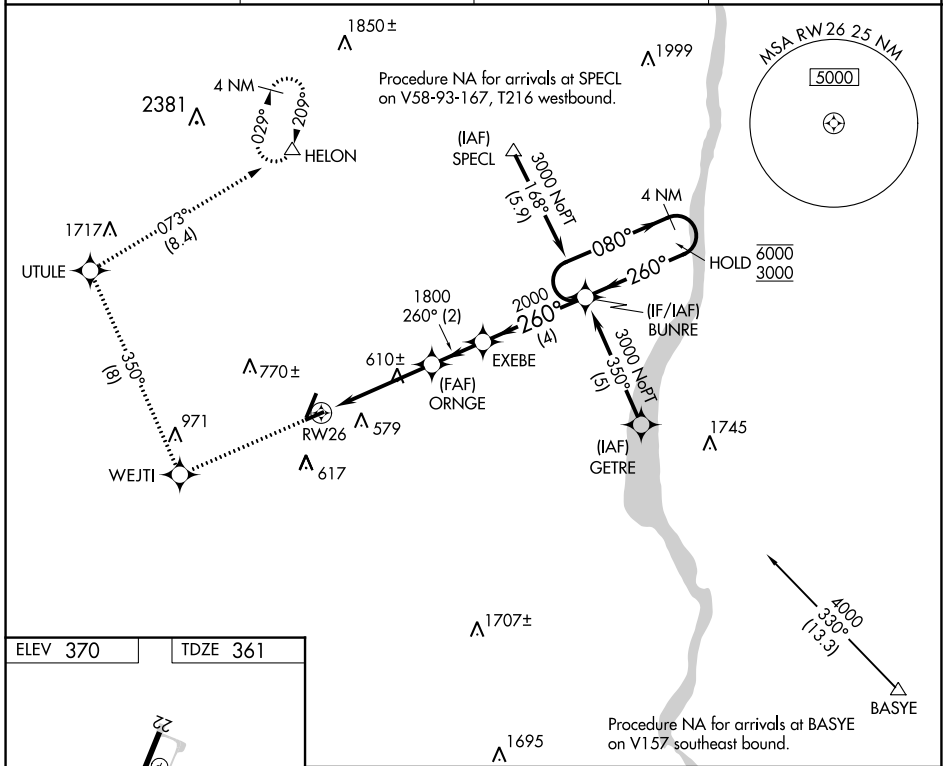 1850±
1999
MSA RW26 25 NM
5000
Procedure NA for arrivals at SPECL
on V58-93-167, T216 westbound.
4 NM
2381
029°
209°
HELON
(IAF)
SPECL
3000 NoPT
168°
(5.9)
4 NM
080°
260°
HOLD
6000
3000
1717
073°
(8.4)
UTULE
1800
260° (2)
2000
260°
(4)
(IF/IAF)
BUNRE
EXEBE
350°
(8)
770±
610±
(FAF)
ORNGE
3000 NoPT
350°
(5)
RW26
579
971
617
WEJTI
(IAF)
GETRE
1745
1707±
4000
330°
(13.3)
BASYE
ELEV 370
TDZE 361
22
Procedure NA for arrivals at BASYE
on V157 southeast bound.
1695